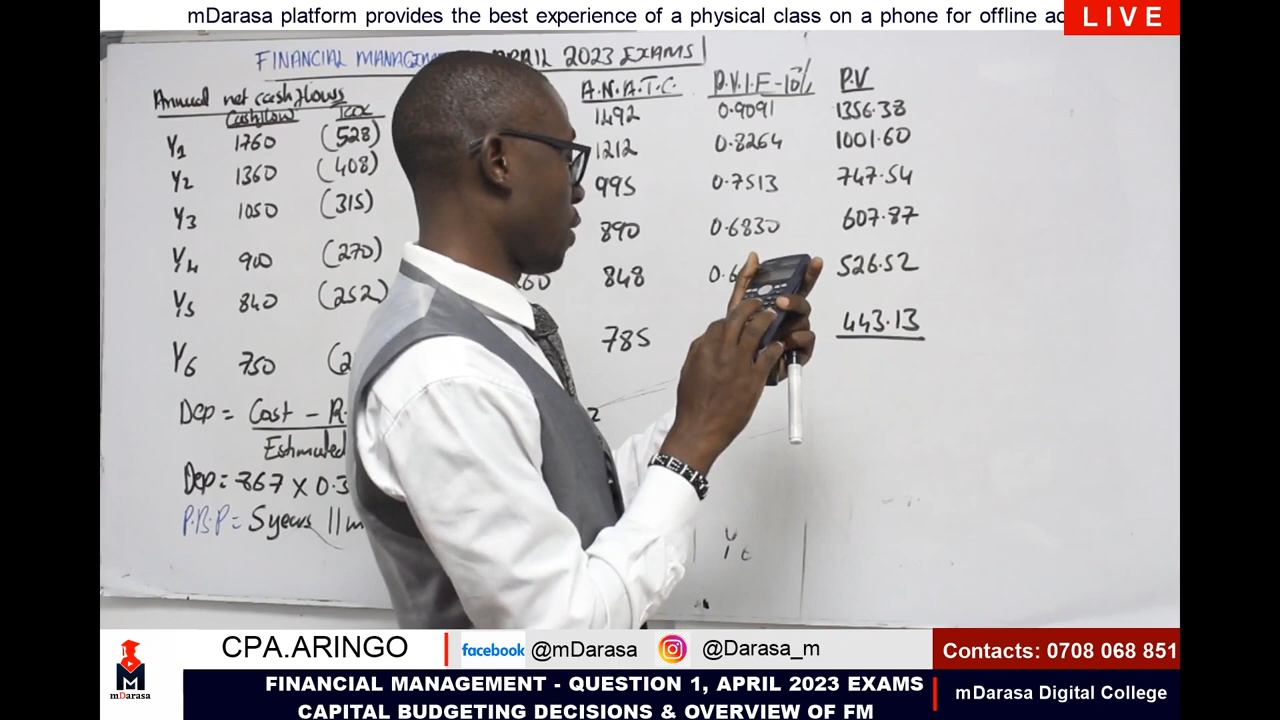 mDarasa platform provides the best experience of a physical class on a phone for offline ac
LIVE
FINANCIAL APRIL 2023 EXAMS
Annual net cashflows
Cashflow Tax A.N.A.T.C. P.V.I.F-10% P.V
Y1 1760 (528) 1492 0.9091 1356.38
Y2 1360 (408) 1212 0.8264 1001.60
Y3 1050 (315) 995 0.7513 747.54
Y4 900 (270) 890 0.6830 607.87
Y5 840 (252) 848 526.52
Y6 750 785 443.13
Dep = Cost - R.
Estimated
Dep = 867 X 0.3
P.B.P = 5 years 11 m
CPA.ARINGO facebook @mDarasa @Darasa_m Contacts: 0708 068 851
mDarasa
FINANCIAL MANAGEMENT - QUESTION 1, APRIL 2023 EXAMS
CAPITAL BUDGETING DECISIONS & OVERVIEW OF FM
mDarasa Digital College